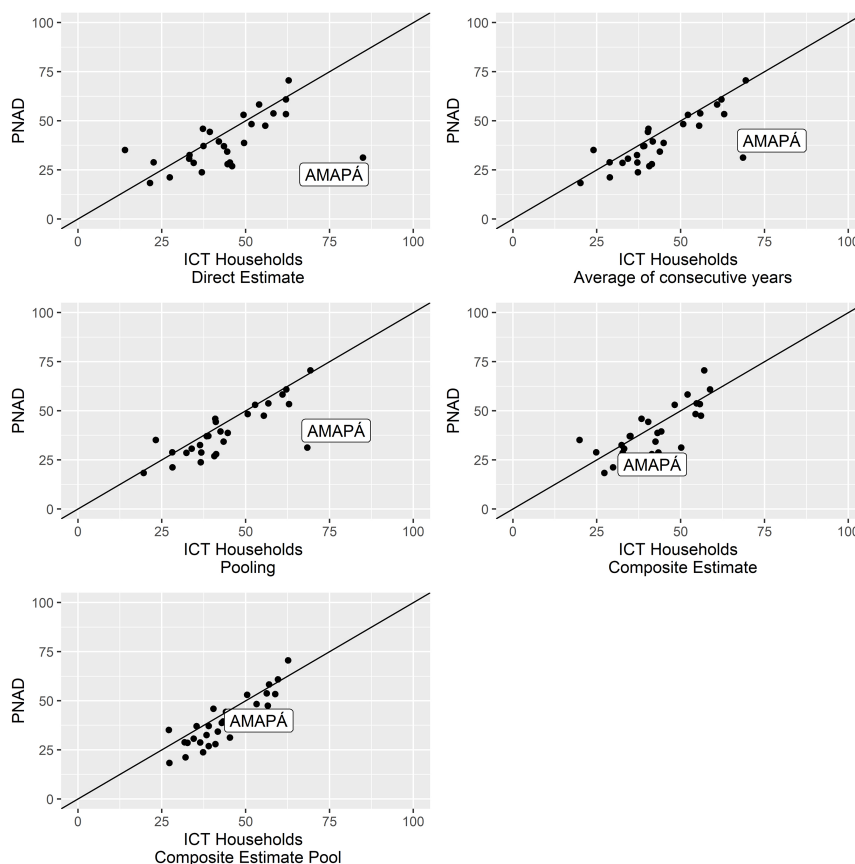 100
75
50
25
0
PNAD
AMAPÁ
0 25 50 75 100
ICT Households
Direct Estimate
100
75
50
25
0
PNAD
AMAPÁ
0 25 50 75 100
ICT Households
Average of consecutive years
100
75
50
25
0
PNAD
AMAPÁ
0 25 50 75 100
ICT Households
Pooling
100
75
50
25
0
PNAD
AMAPÁ
0 25 50 75 100
ICT Households
Composite Estimate
100
75
50
25
0
PNAD
AMAPÁ
0 25 50 75 100
ICT Households
Composite Estimate Pool